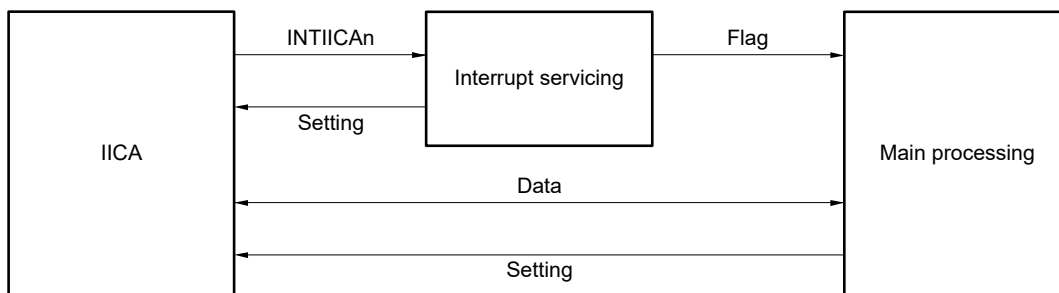 INTIICAn
Flag
Interrupt servicing
Setting
IICA
Main processing
Data
Setting